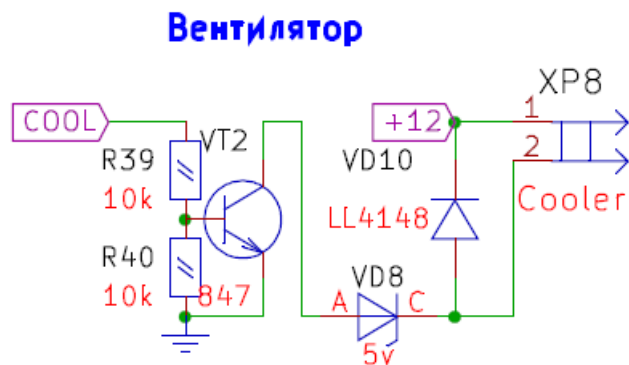 Вентилятор
XP8
COOL
+12
1
R39
VT2
VD10
2
10k
LL4148
Cooler
R40
VD8
10k
847
A
C
5v